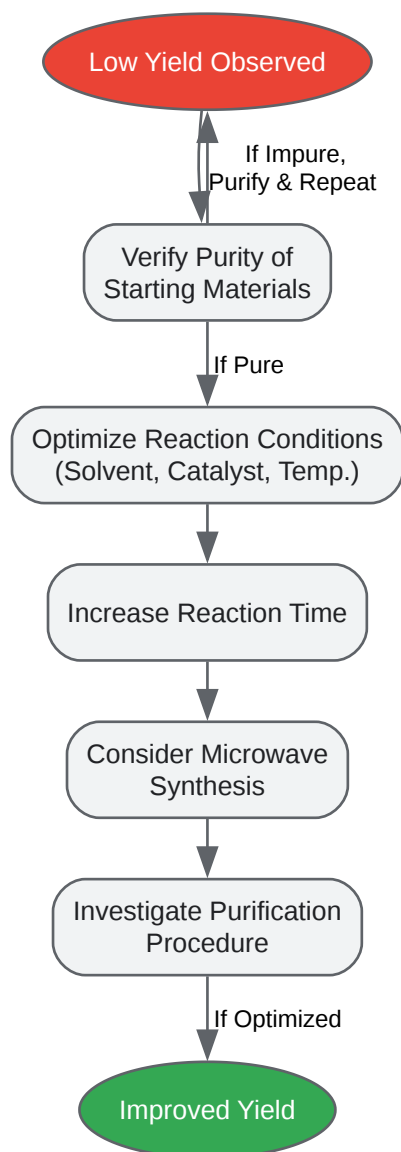 Low Yield Observed
If Impure,
Purify & Repeat
Verify Purity of
Starting Materials
If Pure
Optimize Reaction Conditions
(Solvent, Catalyst, Temp.)
Increase Reaction Time
Consider Microwave
Synthesis
Investigate Purification
Procedure
If Optimized
Improved Yield